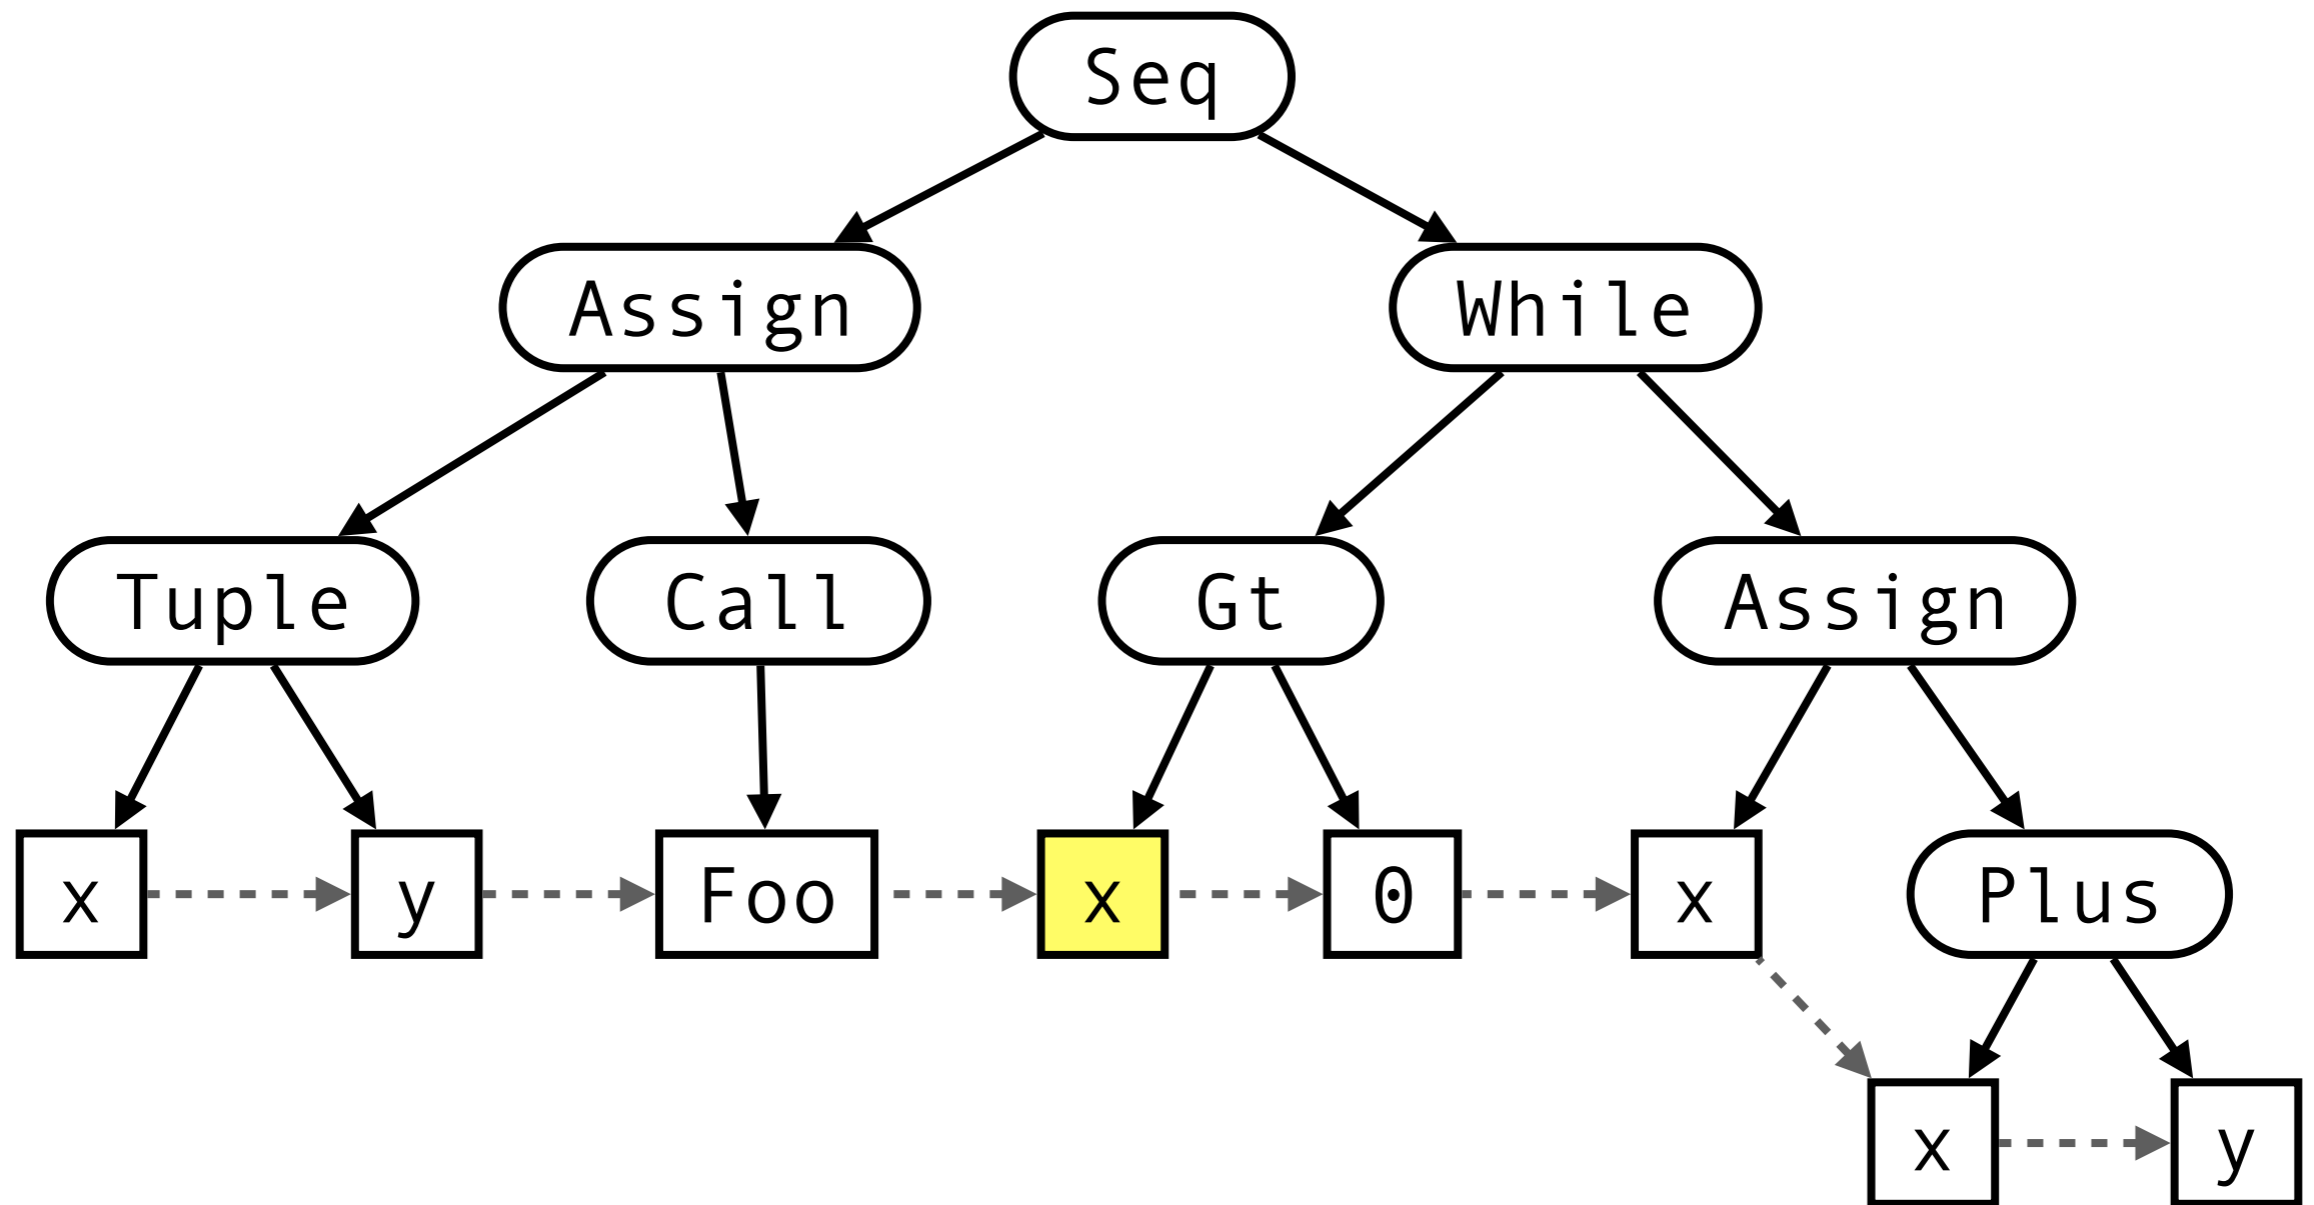 Seq
Assign
While
Tuple
Call
Gt
Assign
x
y
Foo
x
0
x
Plus
x
y